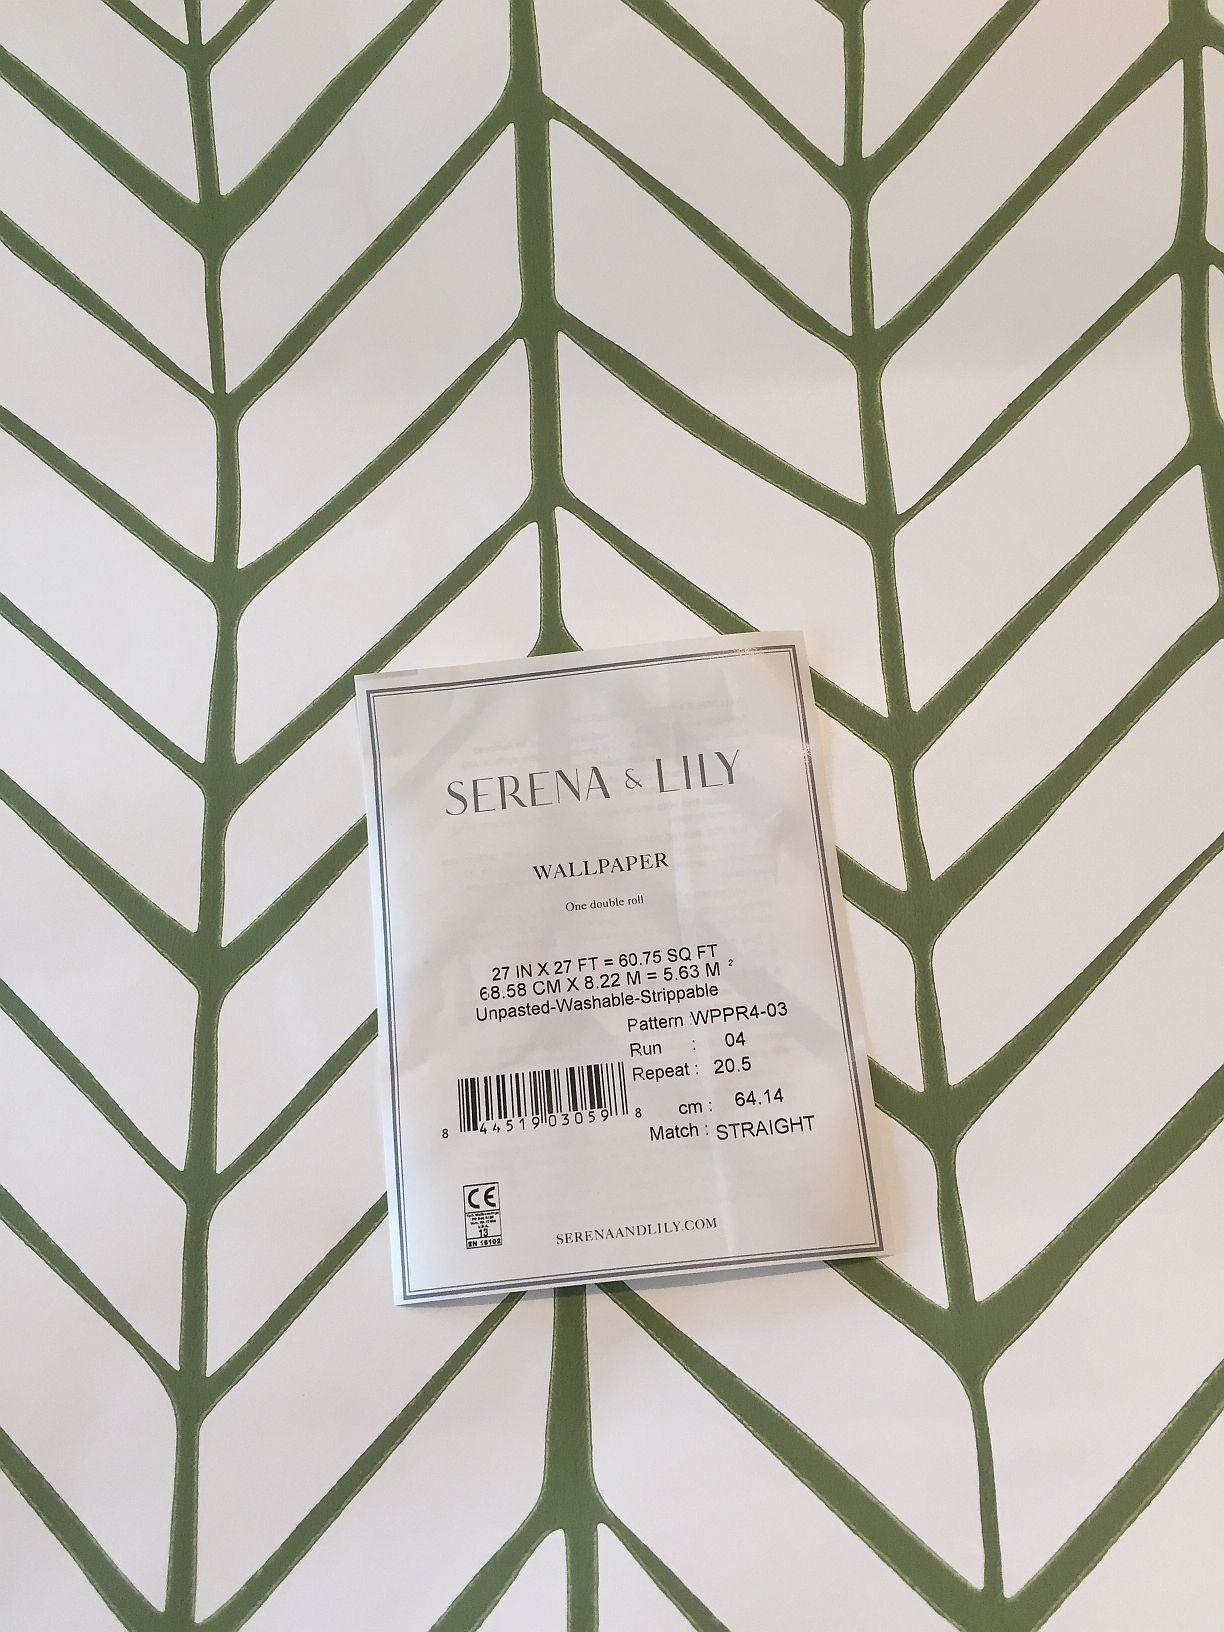 SERENA & LILY
WALLPAPER
One double roll
27 IN X 27 FT = 60.75 SQ FT
68.58 CM X 8.22 M = 5.63 M ²
Unpasted-Washable-Strippable
Pattern WPPR4-03
Run : 04
Repeat : 20.5
cm : 64.14
Match : STRAIGHT
8 44519 03059 8
CE
13
EN 15102
SERENAANDLILY.COM